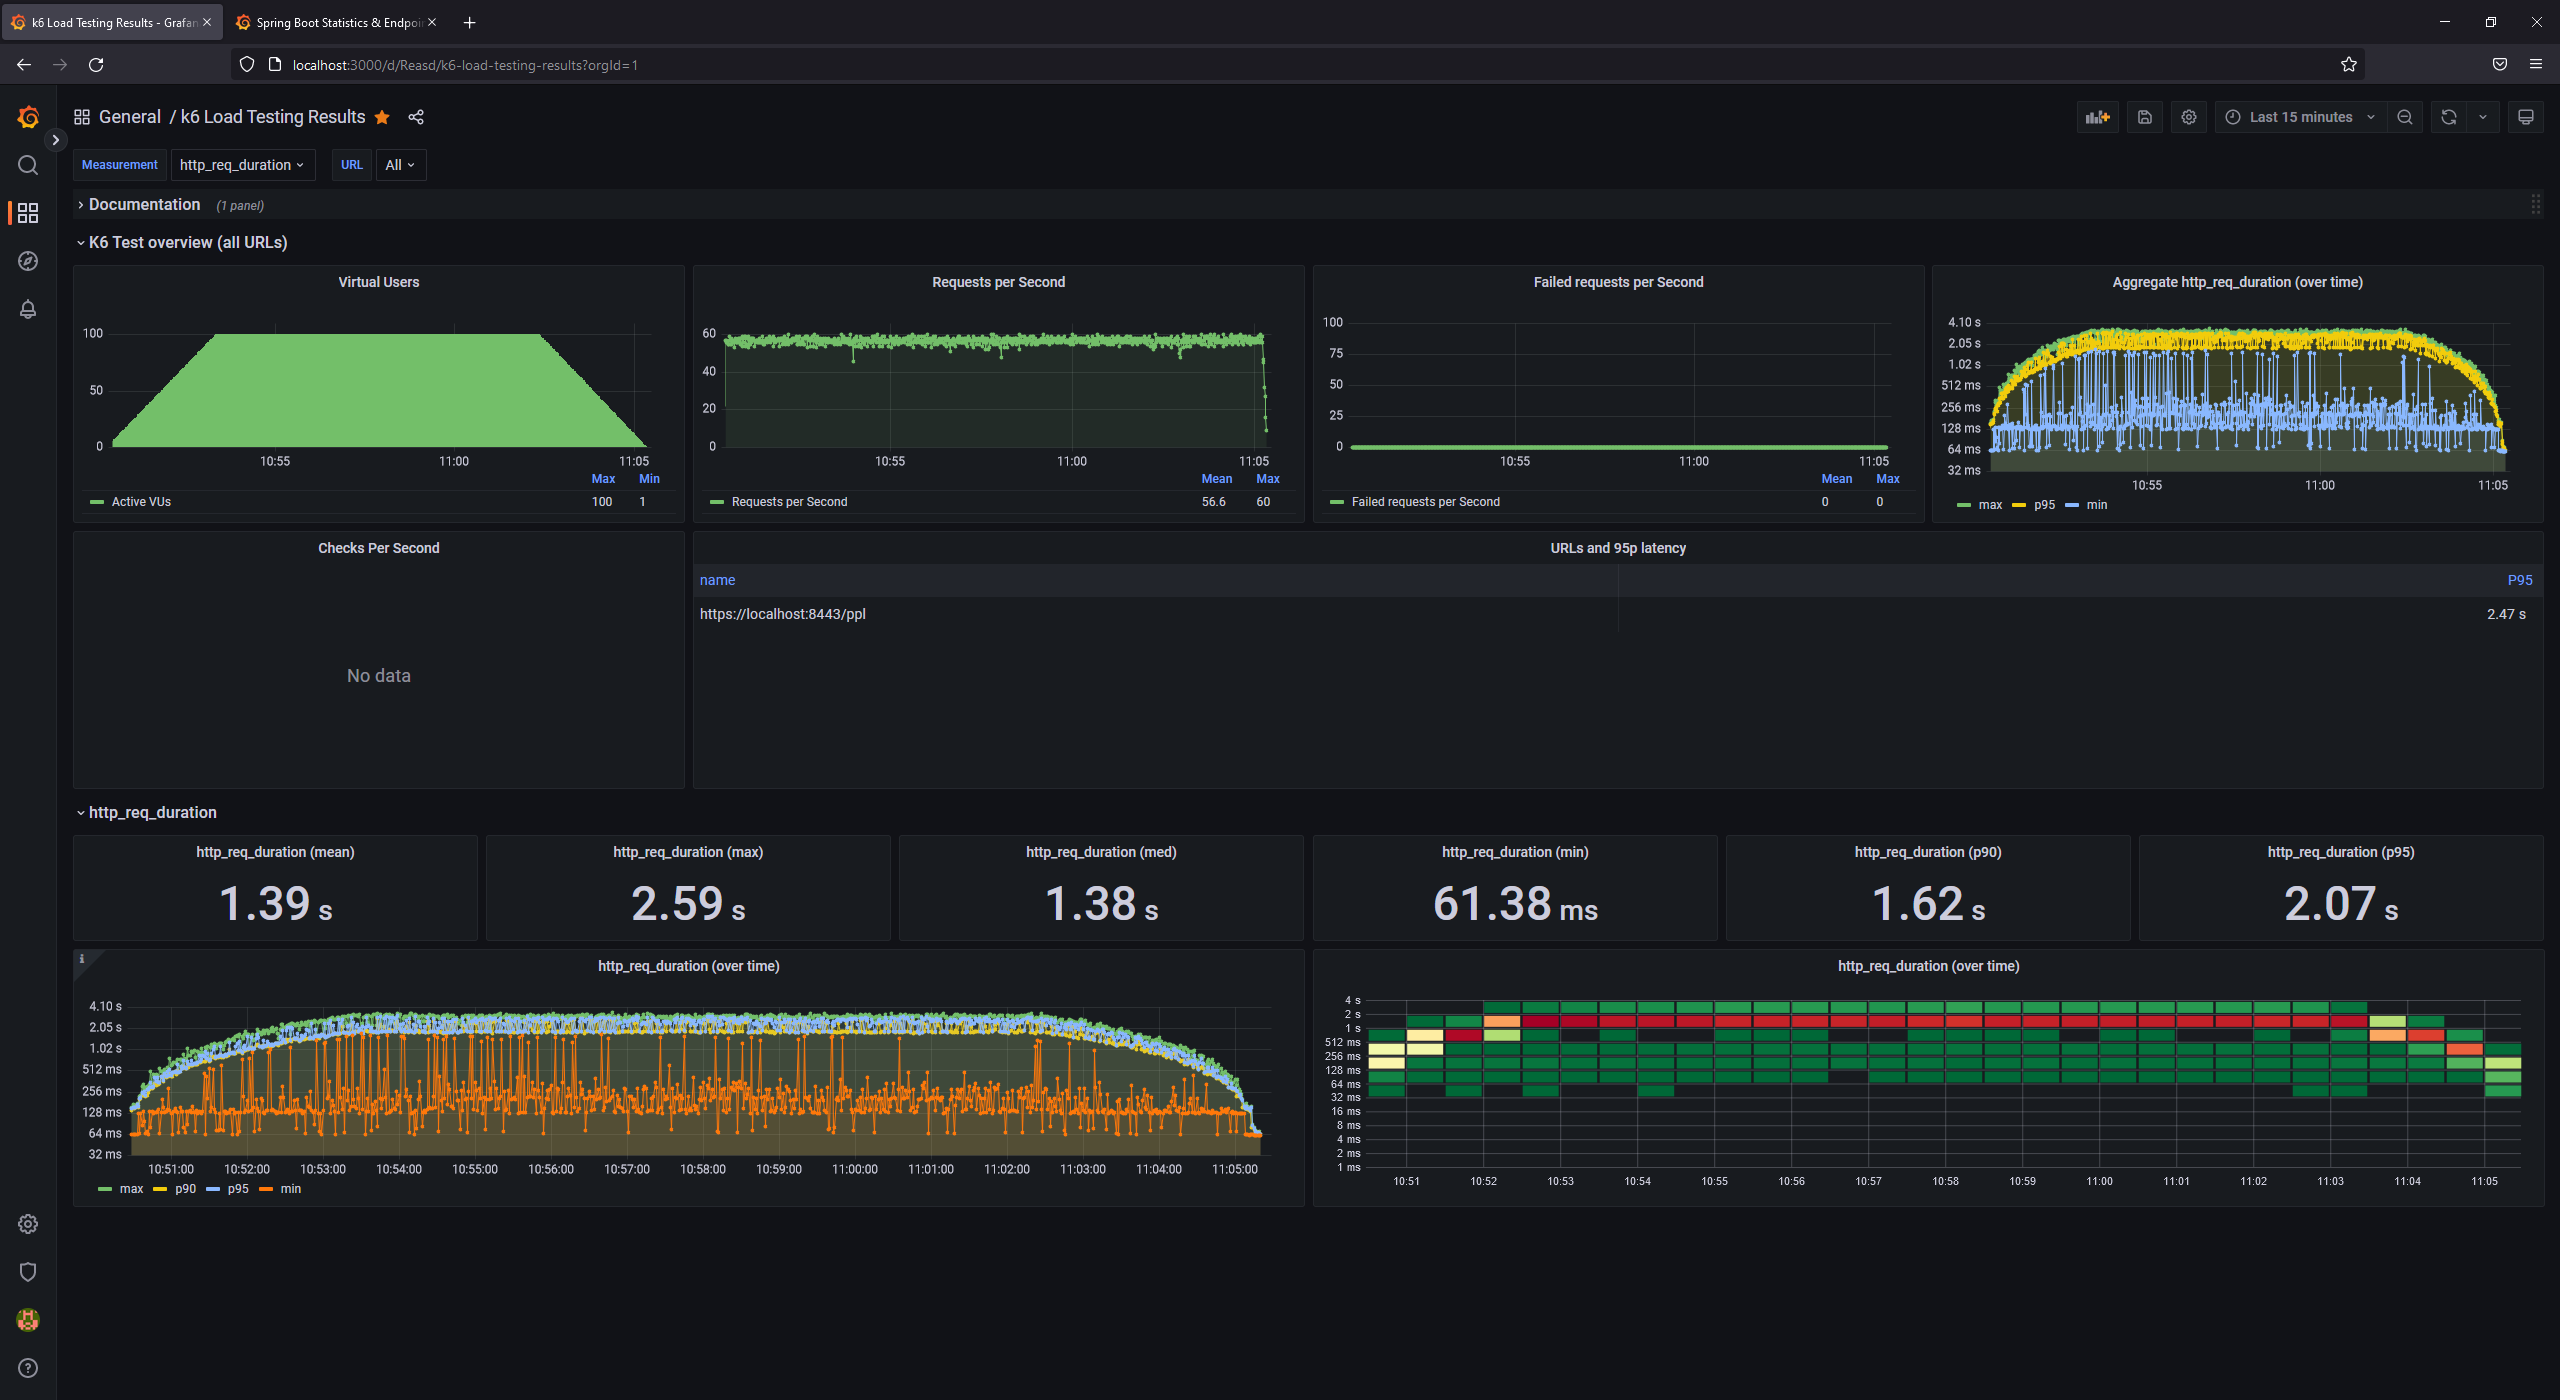 k6 Load Testing Results - Grafan
Spring Boot Statistics & Endpoi
localhost:3000/d/Reasd/k6-load-testing-results?orgId=1
General / k6 Load Testing Results
Last 15 minutes
Measurement http_req_duration URL All
Documentation (1 panel)
K6 Test overview (all URLs)
Virtual Users
100
50
0
10:55 11:00 11:05
Max Min
Active VUs 100 1
Requests per Second
60
40
20
0
10:55 11:00 11:05
Mean Max
Requests per Second 56.6 60
Failed requests per Second
100
75
50
25
0
10:55 11:00 11:05
Mean Max
Failed requests per Second 0 0
Aggregate http_req_duration (over time)
4.10 s
2.05 s
1.02 s
512 ms
256 ms
128 ms
64 ms
32 ms
10:55 11:00 11:05
max p95 min
Checks Per Second
No data
URLs and 95p latency
name P95
https://localhost:8443/ppl 2.47 s
http_req_duration
http_req_duration (mean)
1.39 s
http_req_duration (max)
2.59 s
http_req_duration (med)
1.38 s
http_req_duration (min)
61.38 ms
http_req_duration (p90)
1.62 s
http_req_duration (p95)
2.07 s
http_req_duration (over time)
4.10 s
2.05 s
1.02 s
512 ms
256 ms
128 ms
64 ms
32 ms
10:51:00 10:52:00 10:53:00 10:54:00 10:55:00 10:56:00 10:57:00 10:58:00 10:59:00 11:00:00 11:01:00 11:02:00 11:03:00 11:04:00 11:05:00
max p90 p95 min
http_req_duration (over time)
4 s
2 s
1 s
512 ms
256 ms
128 ms
64 ms
32 ms
16 ms
8 ms
4 ms
2 ms
1 ms
10:51 10:52 10:53 10:54 10:55 10:56 10:57 10:58 10:59 11:00 11:01 11:02 11:03 11:04 11:05